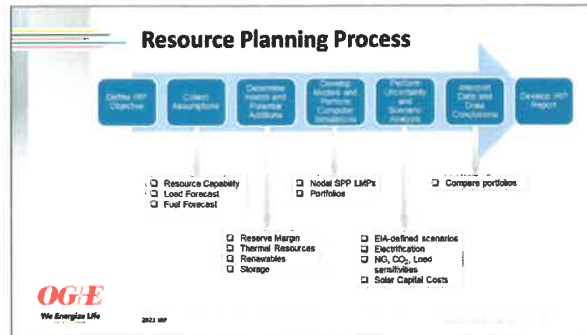 Resource Planning Process
Define IRP
Objective
Collect
Assumptions
Determine
Needs and
Potential
Additions
Develop
Models and
Perform
Computer
Simulations
Perform
Uncertainty
and
Scenario
Analysis
Interpret
Data and
Draw
Conclusions
Develop IRP
Report
❑ Resource Capability
❑ Load Forecast
❑ Fuel Forecast
❑ Nodal SPP LMPs
❑ Portfolios
❑ Compare portfolios
❑ Reserve Margin
❑ Thermal Resources
❑ Renewables
❑ Storage
❑ EIA-defined scenarios
❑ Electrification
❑ NG, CO₂, Load
sensitivities
❑ Solar Capital Costs
OG+E
We Energize Life
2021 IRP